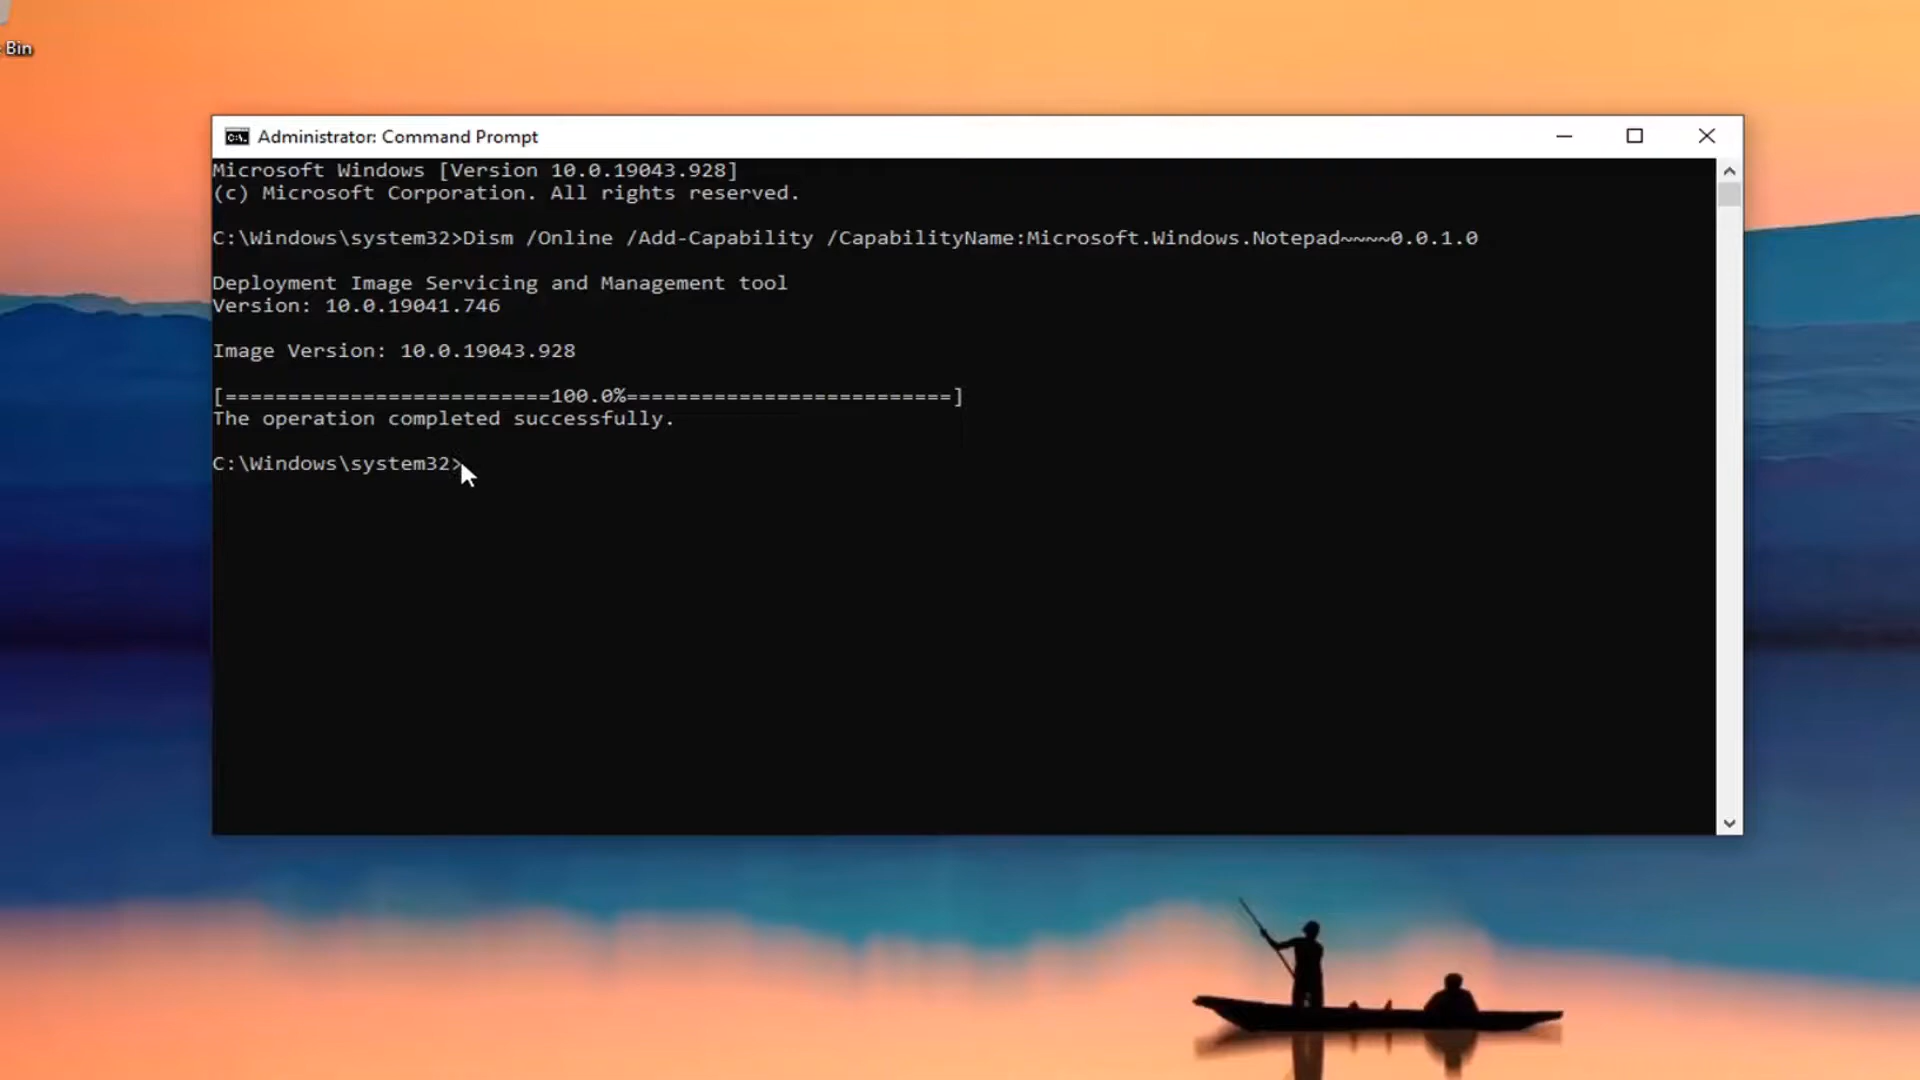 Bin
Administrator: Command Prompt
Microsoft Windows [Version 10.0.19043.928]
(c) Microsoft Corporation. All rights reserved.
C:\Windows\system32>Dism /Online /Add-Capability /CapabilityName:Microsoft.Windows.Notepad~~~~0.0.1.0
Deployment Image Servicing and Management tool
Version: 10.0.19041.746
Image Version: 10.0.19043.928
[==========================100.0%==========================]
The operation completed successfully.
C:\Windows\system32>